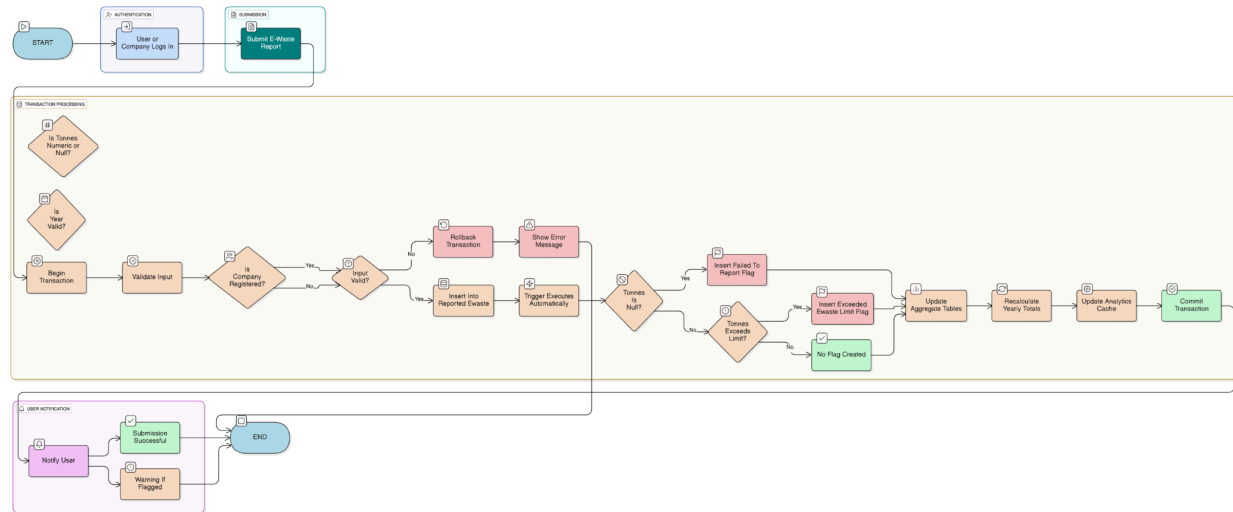 AUTHENTICATION
SUBMISSION
START
User or
Company Logs In
Submit E-Waste
Report
TRANSACTION PROCESSING
Is Tonnes
Numeric or
Null?
Is
Year
Valid?
Begin
Transaction
Validate Input
Is
Company
Registered?
Yes
No
Input
Valid?
No
Yes
Rollback
Transaction
Show Error
Message
Insert Into
Reported Ewaste
Trigger Executes
Automatically
Tonnes
Is
Null?
Yes
No
Insert Failed To
Report Flag
Tonnes
Exceeds
Limit?
Yes
No
Insert Exceeded
Ewaste Limit Flag
No Flag Created
Update
Aggregate Tables
Recalculate
Yearly Totals
Update Analytics
Cache
Commit
Transaction
USER NOTIFICATION
Notify User
Submission
Successful
Warning If
Flagged
END